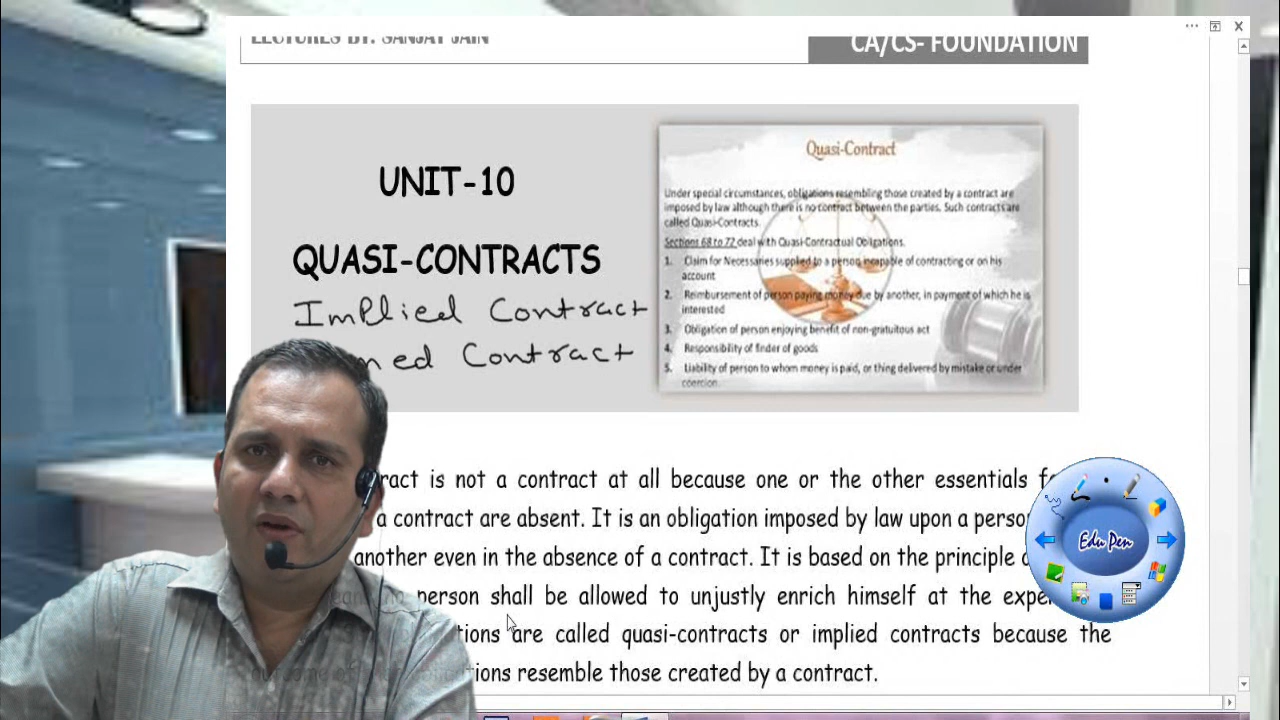 LECTURES BY: SANJAY JAIN
CA/CS- FOUNDATION
UNIT-10
QUASI-CONTRACTS
Implied Contract
ned Contract
Quasi-Contract
Under special circumstances, obligations resembling those created by a contract are
imposed by law although there is no contract between the parties. Such contracts are
called Quasi-Contracts.
Sections 68 to 72 deal with Quasi-Contractual Obligations.
1. Claim for Necessaries supplied to a person incapable of contracting or on his
account
2. Reimbursement of person paying money due by another, in payment of which he is
interested
3. Obligation of person enjoying benefit of non-gratuitous act
4. Responsibility of finder of goods
5. Liability of person to whom money is paid, or thing delivered by mistake or under
coercion.
ract is not a contract at all because one or the other essentials
a contract are absent. It is an obligation imposed by law upon a person
another even in the absence of a contract. It is based on the principle
person shall be allowed to unjustly enrich himself at the
tions are called quasi-contracts or implied contracts because the
outcome of resemble those created by a contract.
Edu Pen